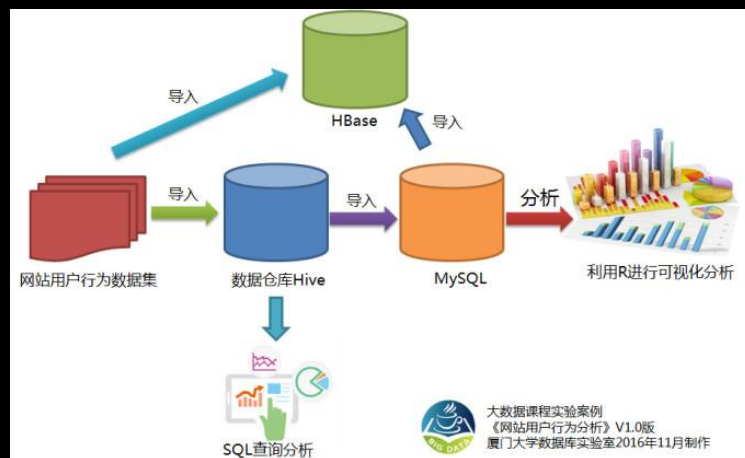 导入
HBase
导入
导入
导入
分析
网站用户行为数据集
数据仓库Hive
MySQL
利用R进行可视化分析
SQL查询分析
BIG DATA
大数据课程实验案例
《网站用户行为分析》V1.0版
厦门大学数据库实验室2016年11月制作